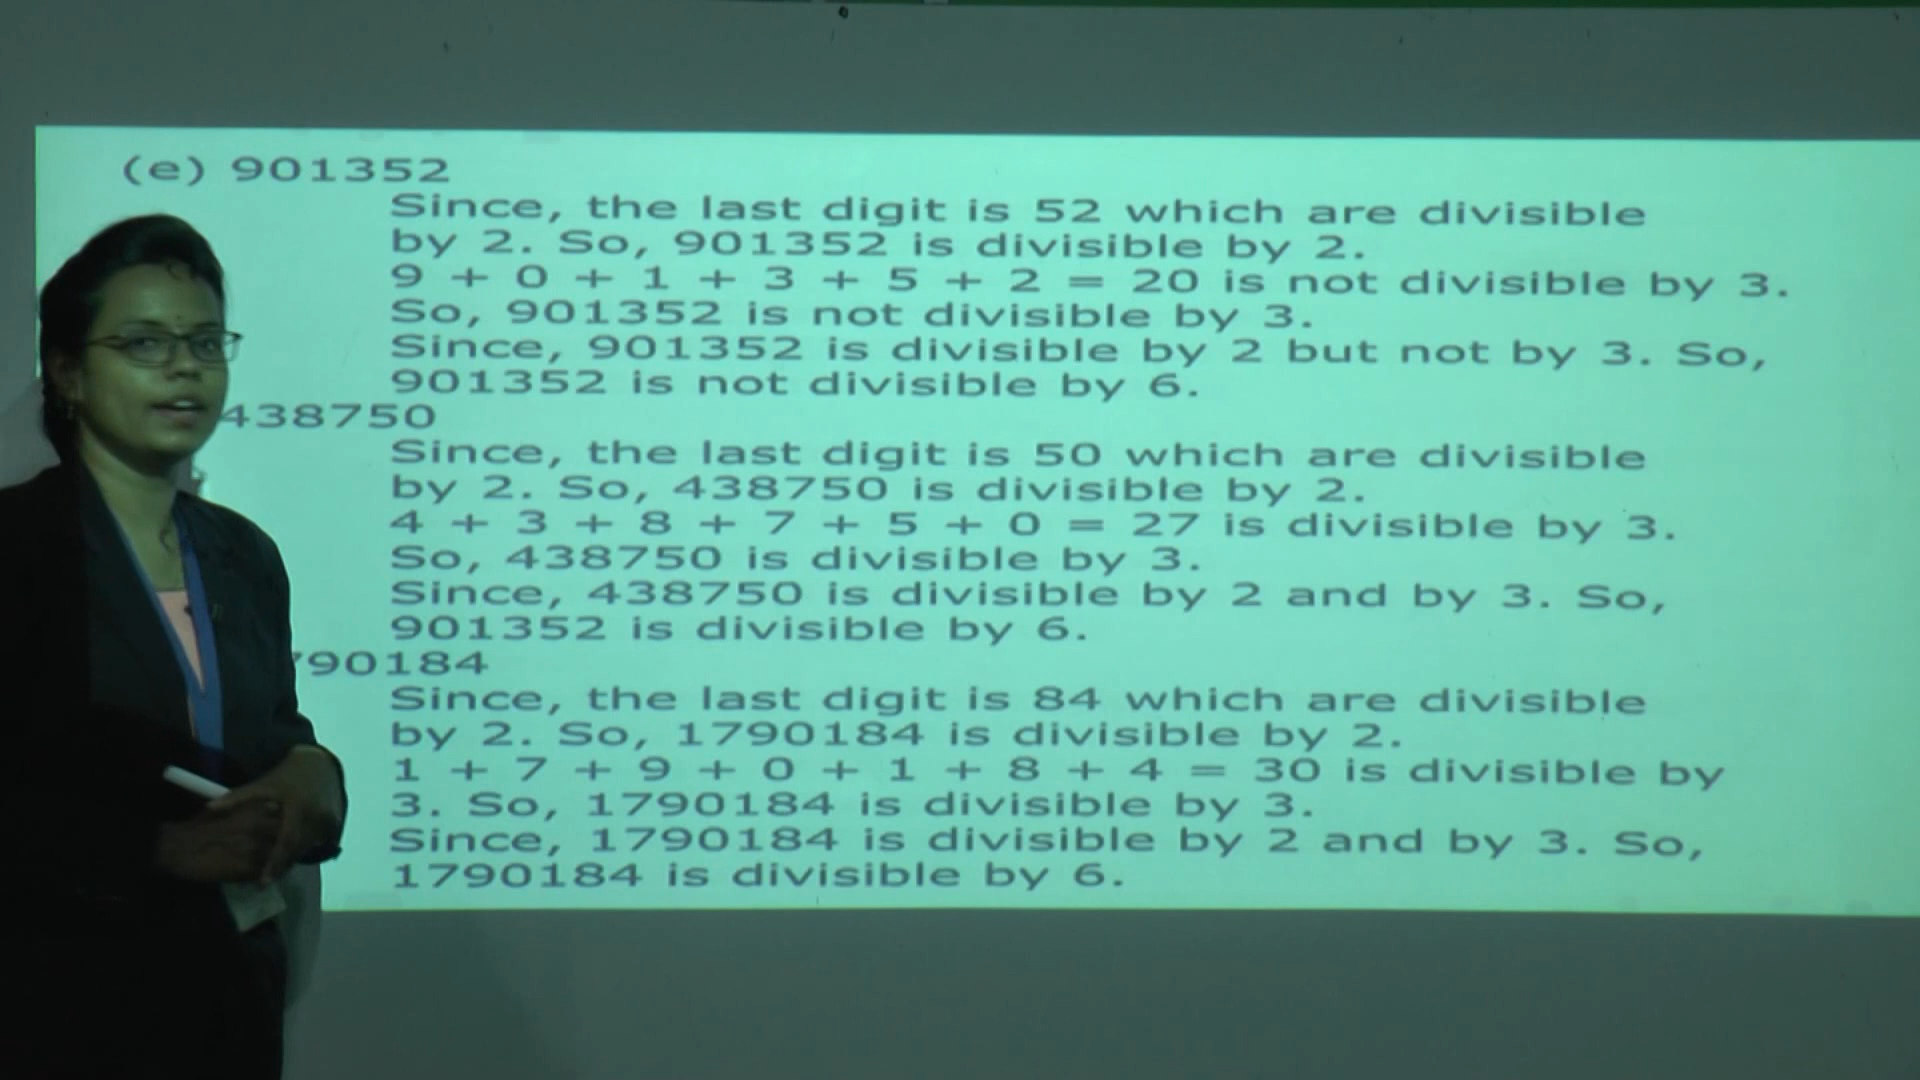 (e) 901352
Since, the last digit is 52 which are divisible
by 2. So, 901352 is divisible by 2.
9 + 0 + 1 + 3 + 5 + 2 = 20 is not divisible by 3.
So, 901352 is not divisible by 3.
Since, 901352 is divisible by 2 but not by 3. So,
901352 is not divisible by 6.
438750
Since, the last digit is 50 which are divisible
by 2. So, 438750 is divisible by 2.
4 + 3 + 8 + 7 + 5 + 0 = 27 is divisible by 3.
So, 438750 is divisible by 3.
Since, 438750 is divisible by 2 and by 3. So,
901352 is divisible by 6.
790184
Since, the last digit is 84 which are divisible
by 2. So, 1790184 is divisible by 2.
1 + 7 + 9 + 0 + 1 + 8 + 4 = 30 is divisible by
3. So, 1790184 is divisible by 3.
Since, 1790184 is divisible by 2 and by 3. So,
1790184 is divisible by 6.